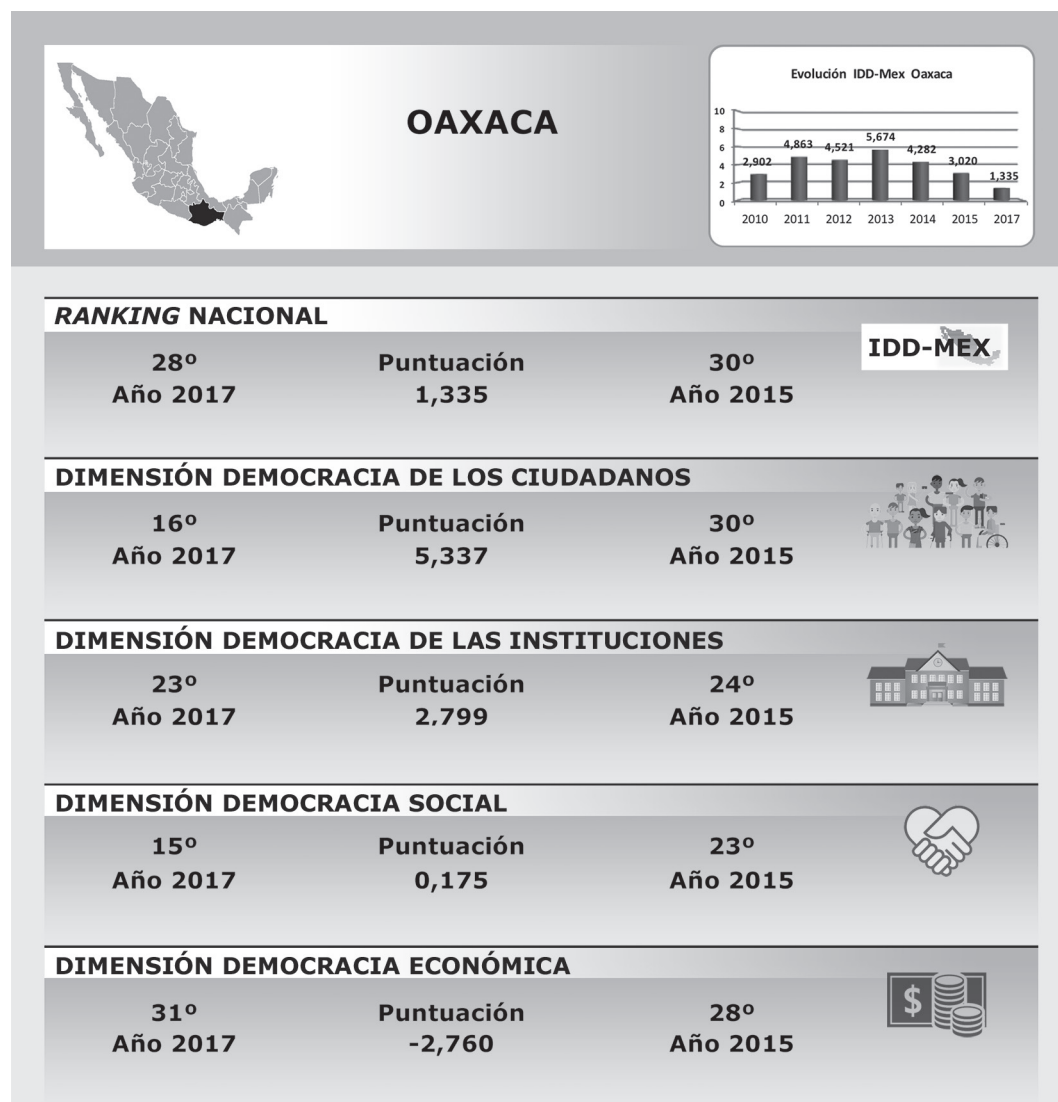 OAXACA
Evolución IDD-Mex Oaxaca
10
8
6
4
2
0
2,902
4,863
4,521
5,674
4,282
3,020
1,335
2010 2011 2012 2013 2014 2015 2017
RANKING NACIONAL
IDD-MEX
28º Puntuación 30º
Año 2017 1,335 Año 2015
DIMENSIÓN DEMOCRACIA DE LOS CIUDADANOS
16º Puntuación 30º
Año 2017 5,337 Año 2015
DIMENSIÓN DEMOCRACIA DE LAS INSTITUCIONES
23º Puntuación 24º
Año 2017 2,799 Año 2015
DIMENSIÓN DEMOCRACIA SOCIAL
15º Puntuación 23º
Año 2017 0,175 Año 2015
DIMENSIÓN DEMOCRACIA ECONÓMICA
$
31º Puntuación 28º
Año 2017 -2,760 Año 2015